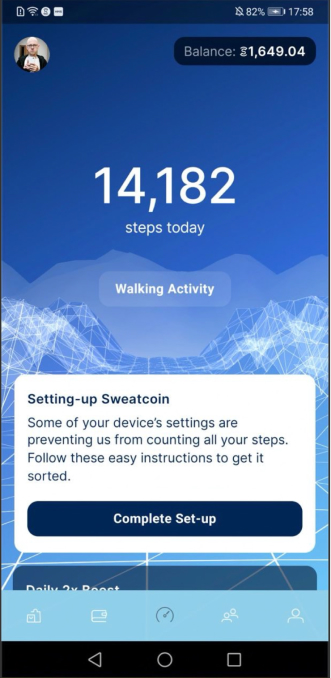 82% 17:58
Balance: 1,649.04
14,182
steps today
Walking Activity
Setting-up Sweatcoin
Some of your device's settings are
preventing us from counting all your steps.
Follow these easy instructions to get it
sorted.
Complete Set-up
Daily 2x Boost